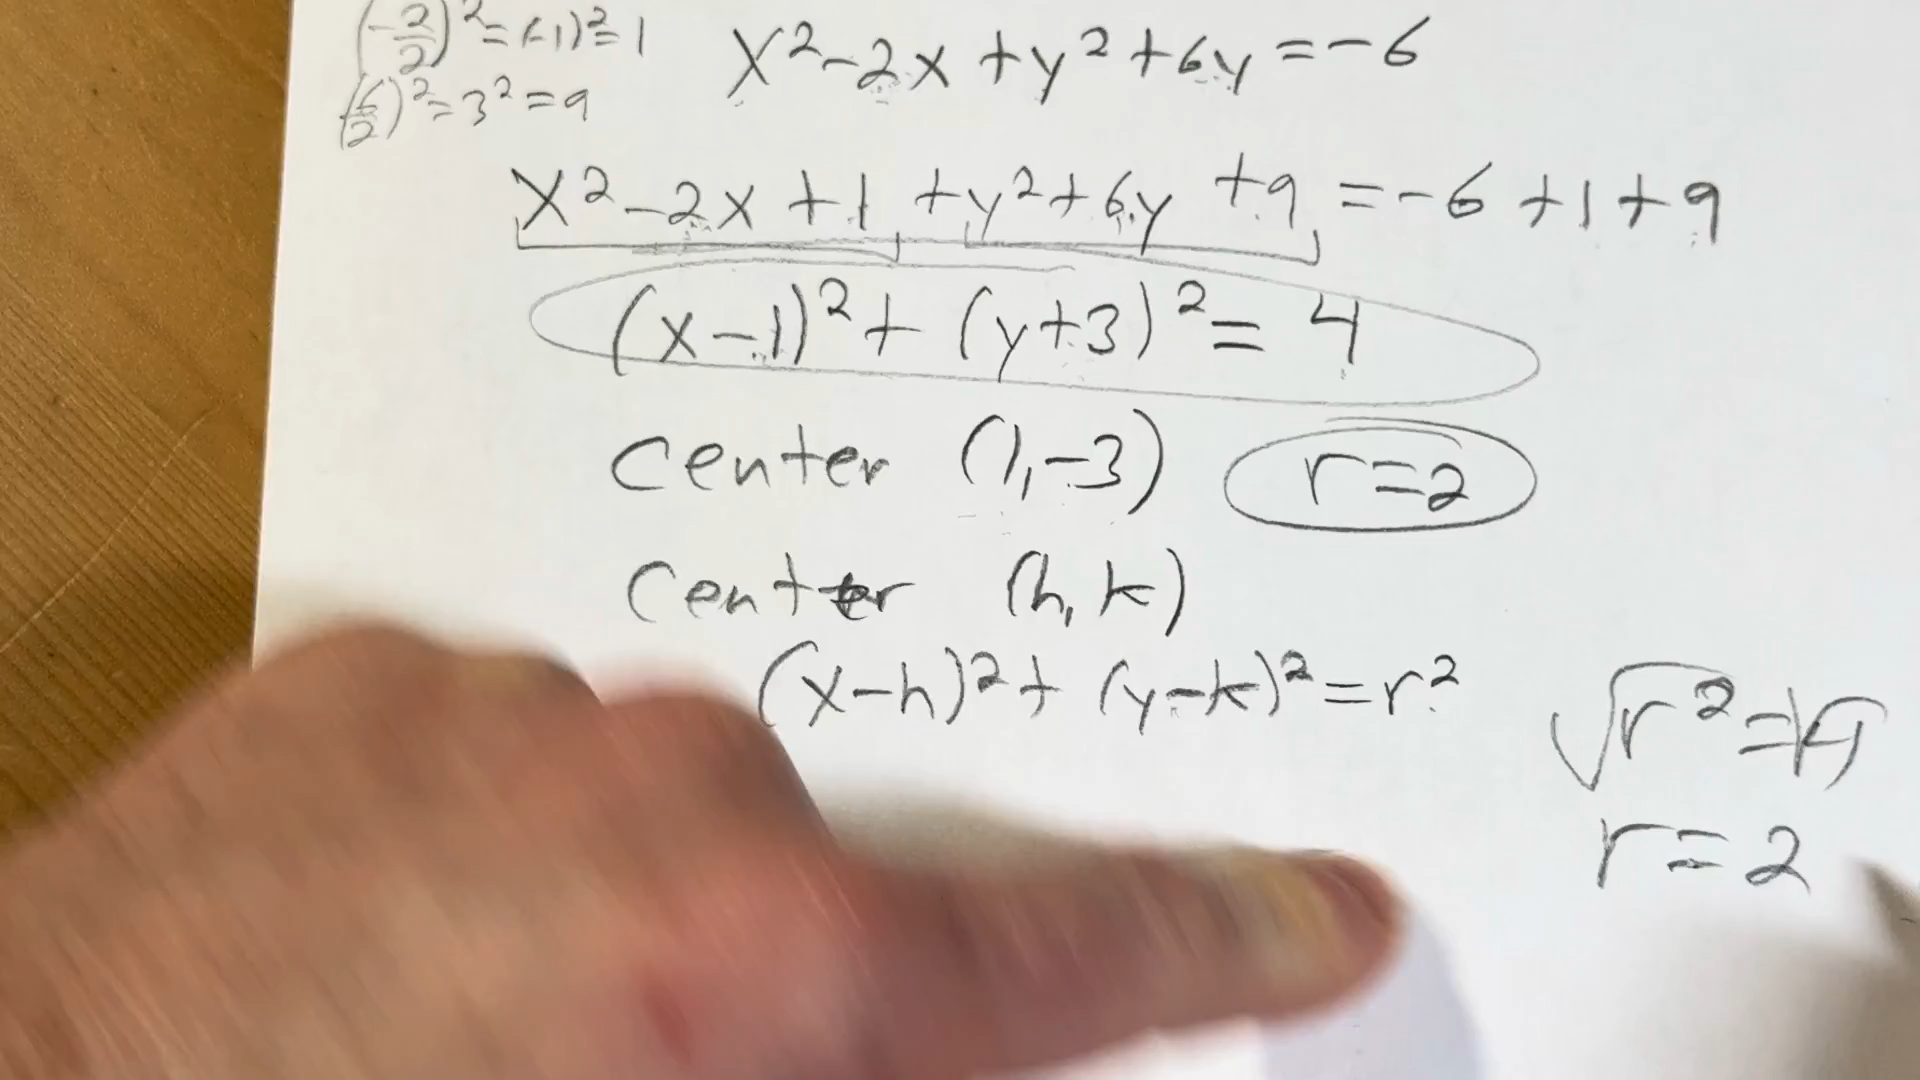 (-2/2)² = (-1)² = 1
(6/2)² = 3² = 9
x² - 2x + y² + 6y = -6
x² - 2x + 1 + y² + 6y + 9 = -6 + 1 + 9
(x - 1)² + (y + 3)² = 4
center (1, -3) r = 2
center (h, k)
(x - h)² + (y - k)² = r²
√r² = √4
r = 2